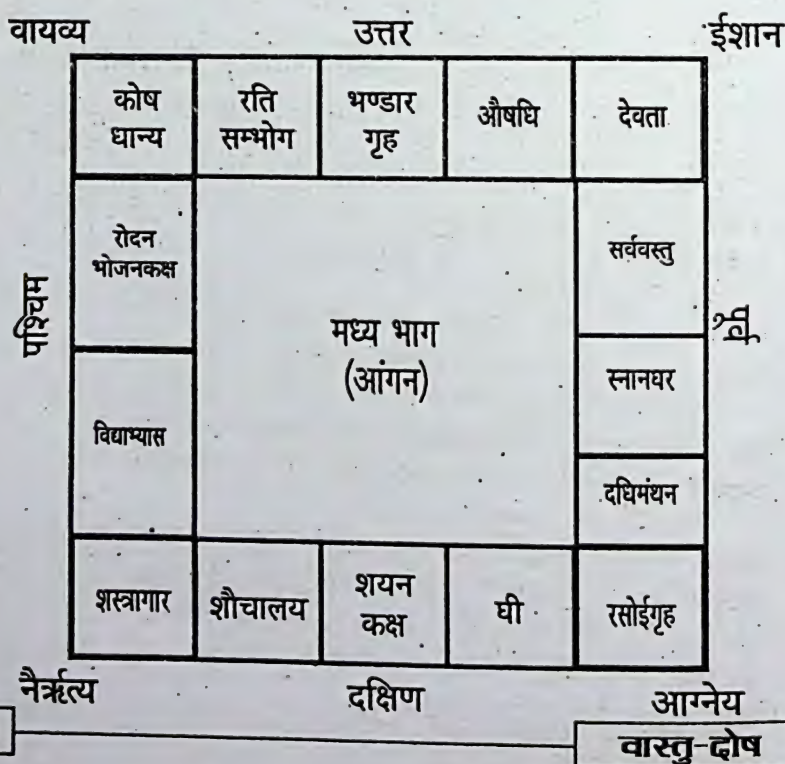 वायव्य उत्तर ईशान
कोष
धान्य
रति
सम्भोग
भण्डार
गृह
औषधि
देवता
रोदन
भोजनकक्ष
सर्ववस्तु
पश्चिम
मध्य भाग
(आंगन)
पूर्व
स्नानघर
विद्याभ्यास
दधिमंथन
शस्त्रागार
शौचालय
शयन
कक्ष
घी
रसोईगृह
नैर्ऋत्य दक्षिण आग्नेय
वास्तु-दोष